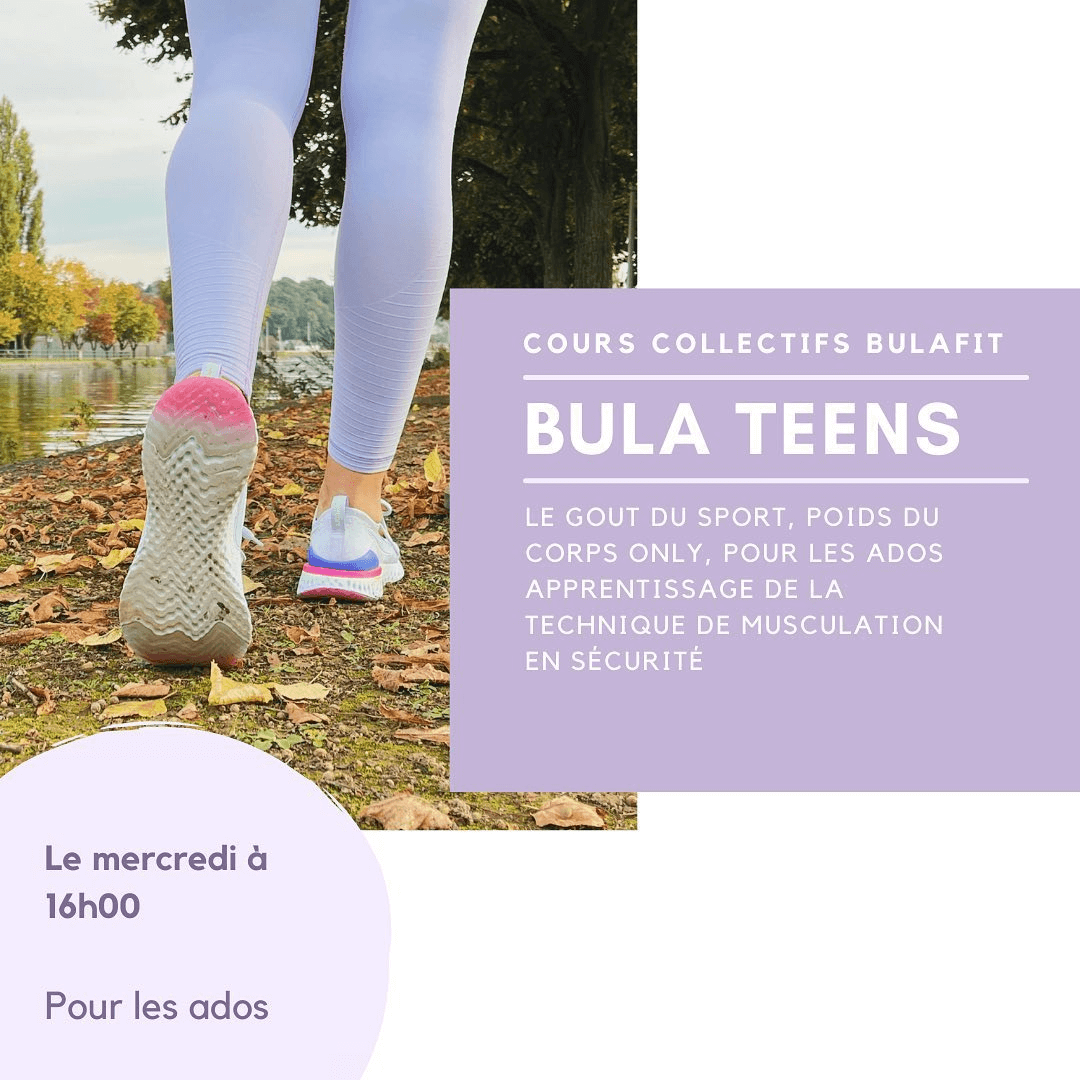 COURS COLLECTIFS BULAFIT
BULA TEENS
LE GOUT DU SPORT, POIDS DU
CORPS ONLY, POUR LES ADOS
APPRENTISSAGE DE LA
TECHNIQUE DE MUSCULATION
EN SÉCURITÉ
Le mercredi à
16h00
Pour les ados